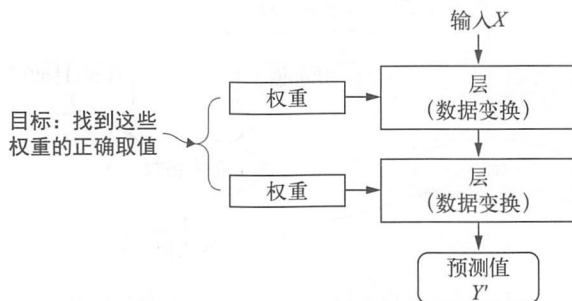 输入X
层
(数据变换)
权重
目标：找到这些
权重的正确取值
层
(数据变换)
权重
预测值
Y'